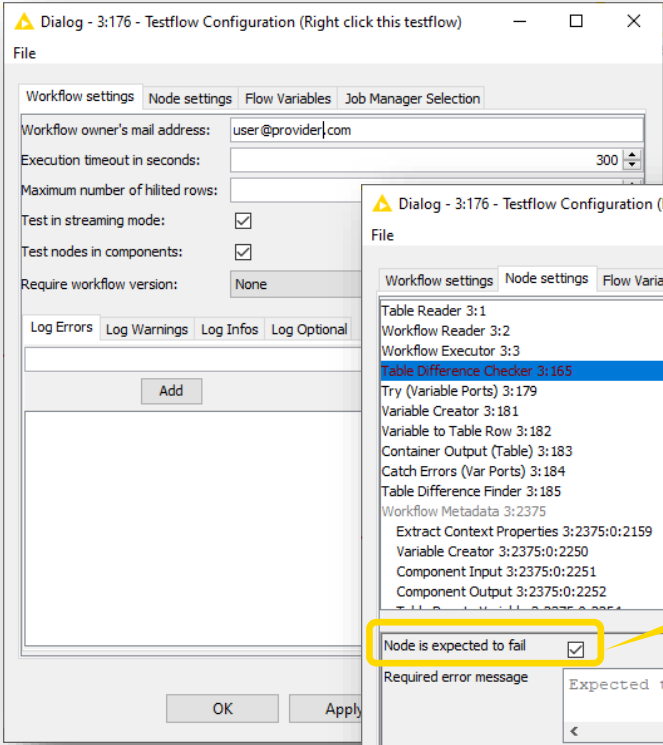 Dialog - 3:176 - Testflow Configuration (Right click this testflow)
File
Workflow settings Node settings Flow Variables Job Manager Selection
Workflow owner's mail address: user@provider.com
Execution timeout in seconds: 300
Maximum number of hilited rows:
Test in streaming mode:
Test nodes in components:
Require workflow version: None
Log Errors Log Warnings Log Infos Log Optional
Add
OK Apply
Dialog - 3:176 - Testflow Configuration (
File
Workflow settings Node settings Flow Varia
Table Reader 3:1
Workflow Reader 3:2
Workflow Executor 3:3
Table Difference Checker 3:165
Try (Variable Ports) 3:179
Variable Creator 3:181
Variable to Table Row 3:182
Container Output (Table) 3:183
Catch Errors (Var Ports) 3:184
Table Difference Finder 3:185
Workflow Metadata 3:2375
Extract Context Properties 3:2375:0:2159
Variable Creator 3:2375:0:2250
Component Input 3:2375:0:2251
Component Output 3:2375:0:2252
Node is expected to fail
Required error message Expected